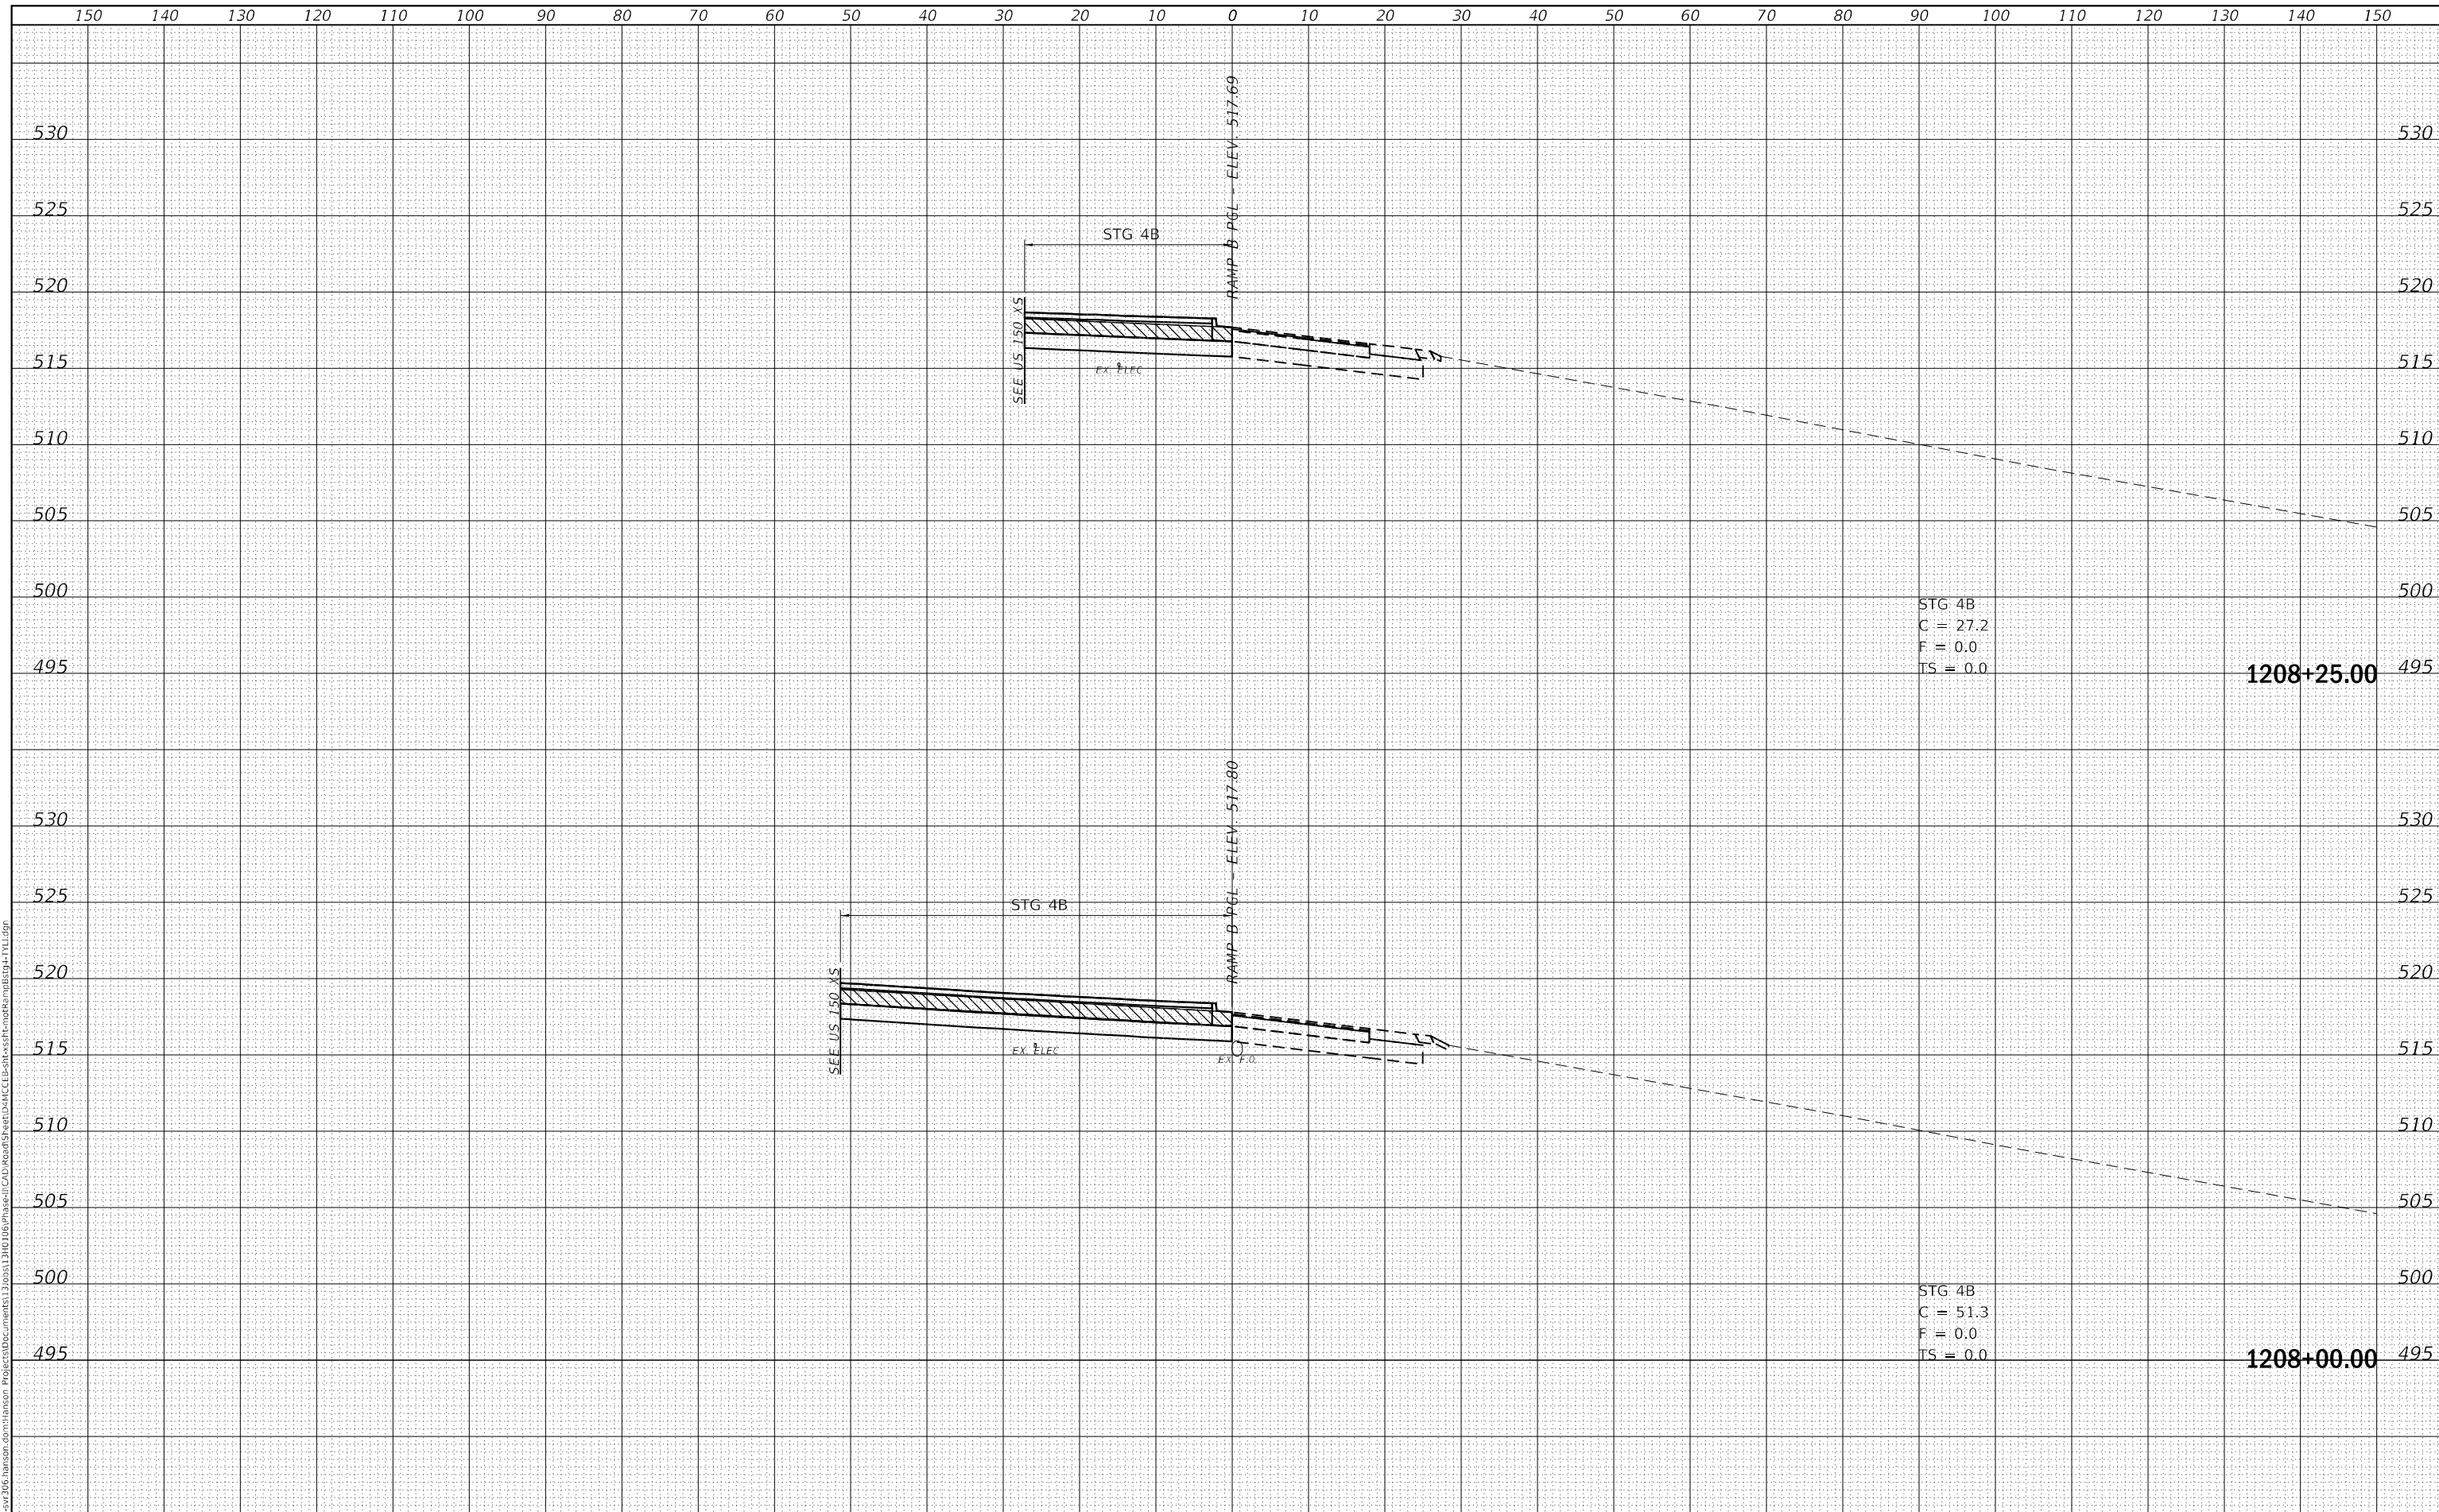 150 140 130 120 110 100 90 80 70 60 50 40 30 20 10 0 10 20 30 40 50 60 70 80 90 100 110 120 130 140 150
RAMP B PGL - ELEV. 517.69
530 530
525 525
STG 4B
520 520
SEE US 150 XS
515 515
EX. ELEC
510 510
505 505
500 500
STG 4B
C = 27.2
F = 0.0
TS = 0.0
495 495
1208+25.00
RAMP B PGL - ELEV. 517.80
530 530
525 525
STG 4B
520 520
SEE US 150 XS
515 515
EX. ELEC
EX. F.O.
510 510
505 505
500 500
STG 4B
C = 51.3
F = 0.0
TS = 0.0
495 495
1208+00.00